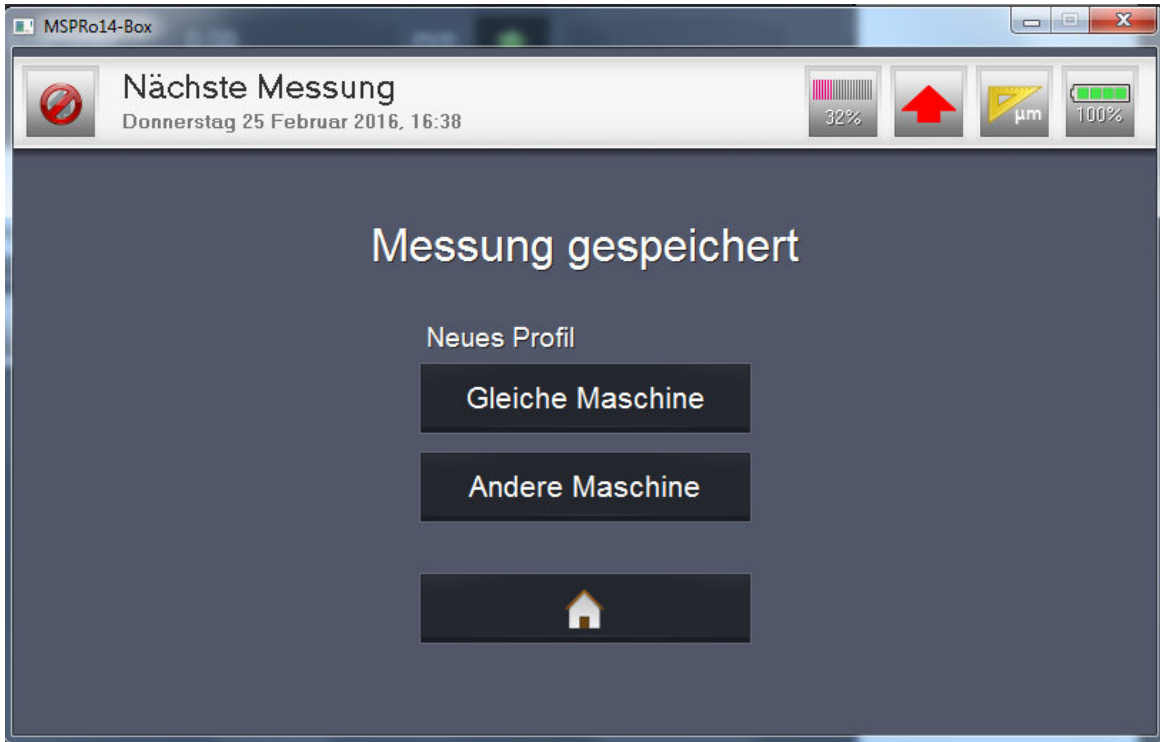 MSPRo14-Box
Nächste Messung
Donnerstag 25 Februar 2016, 16:38
32%
µm
100%
Messung gespeichert
Neues Profil
Gleiche Maschine
Andere Maschine